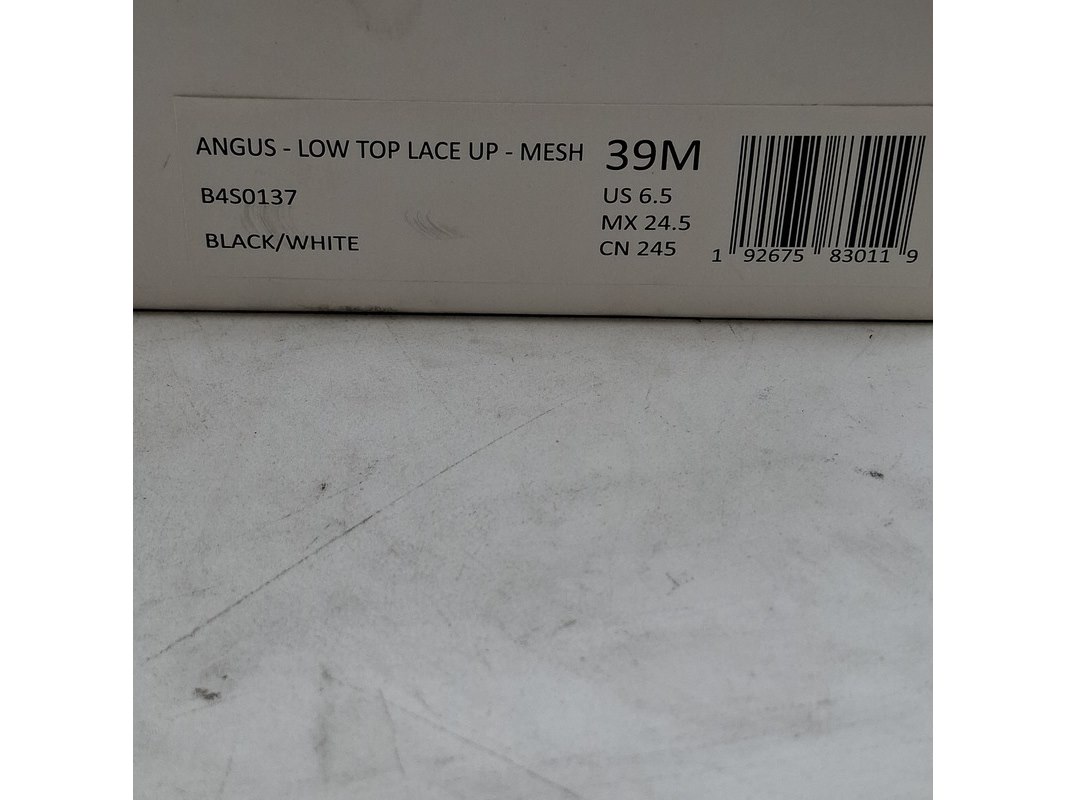 ANGUS - LOW TOP LACE UP - MESH
B4S0137
BLACK/WHITE
39M
US 6.5
MX 24.5
CN 245
1 92675 83011 9